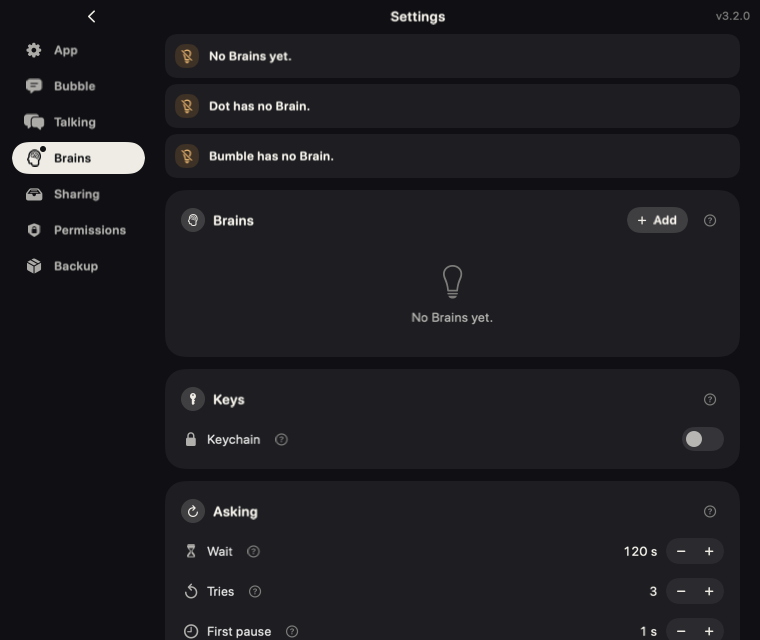 Settings
v3.2.0
App
Bubble
Talking
Brains
Sharing
Permissions
Backup
No Brains yet.
Dot has no Brain.
Bumble has no Brain.
Brains
+ Add
No Brains yet.
Keys
Keychain
Asking
Wait
120 s
Tries
3
First pause
1 s